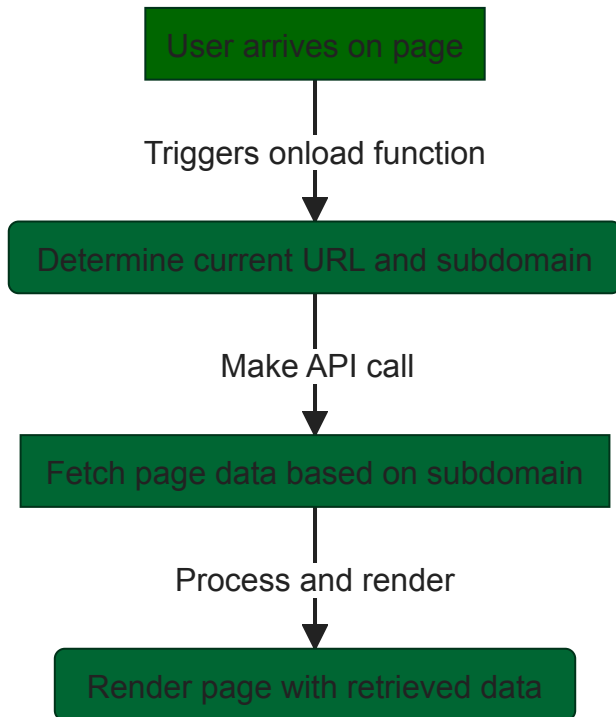 User arrives on page
Triggers onload function
Determine current URL and subdomain
Make API call
Fetch page data based on subdomain
Process and render
Render page with retrieved data